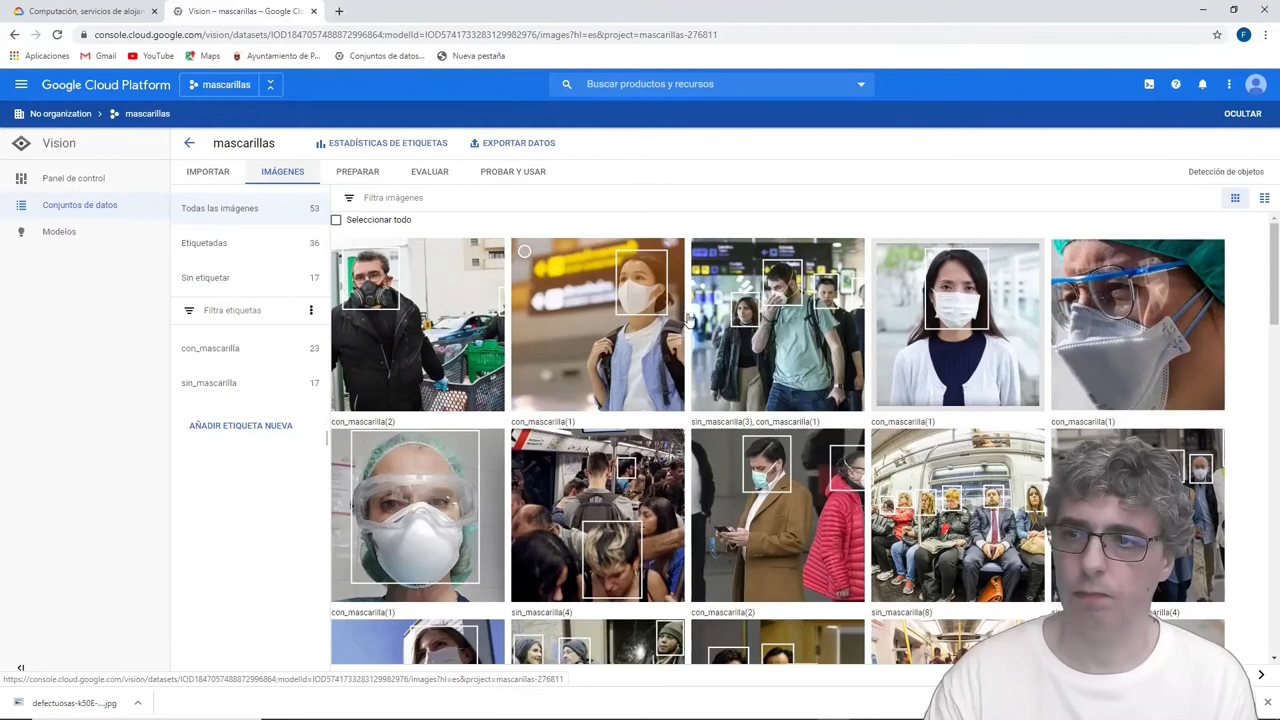 Computación, servicios de alojam
Vision – mascarillas – Google Clo
console.cloud.google.com/vision/datasets/IOD1847057488872996864;modelId=IOD5741733283129982976/images?hl=es&project=mascarillas-276811
Aplicaciones
Gmail
YouTube
Maps
Ayuntamiento de P...
Conjuntos de dato...
Nueva pestaña
F
Google Cloud Platform
mascarillas
Buscar productos y recursos
No organization
mascarillas
OCULTAR
Vision
mascarillas
ESTADÍSTICAS DE ETIQUETAS
EXPORTAR DATOS
Panel de control
Conjuntos de datos
Modelos
IMPORTAR
IMÁGENES
PREPARAR
EVALUAR
PROBAR Y USAR
Detección de objetos
Todas las imágenes 53
Etiquetadas 36
Sin etiquetar 17
Filtra etiquetas
con_mascarilla 23
sin_mascarilla 17
AÑADIR ETIQUETA NUEVA
Filtra imágenes
Seleccionar todo
con_mascarilla(2)
con_mascarilla(1)
sin_mascarilla(3), con_mascarilla(1)
con_mascarilla(1)
con_mascarilla(1)
con_mascarilla(1)
sin_mascarilla(4)
con_mascarilla(2)
sin_mascarilla(8)
https://console.cloud.google.com/vision/datasets/IOD1847057488872996864;modelId=IOD5741733283129982976/images?hl=es&project=mascarillas-276811
defectuosas-k50E-....jpg